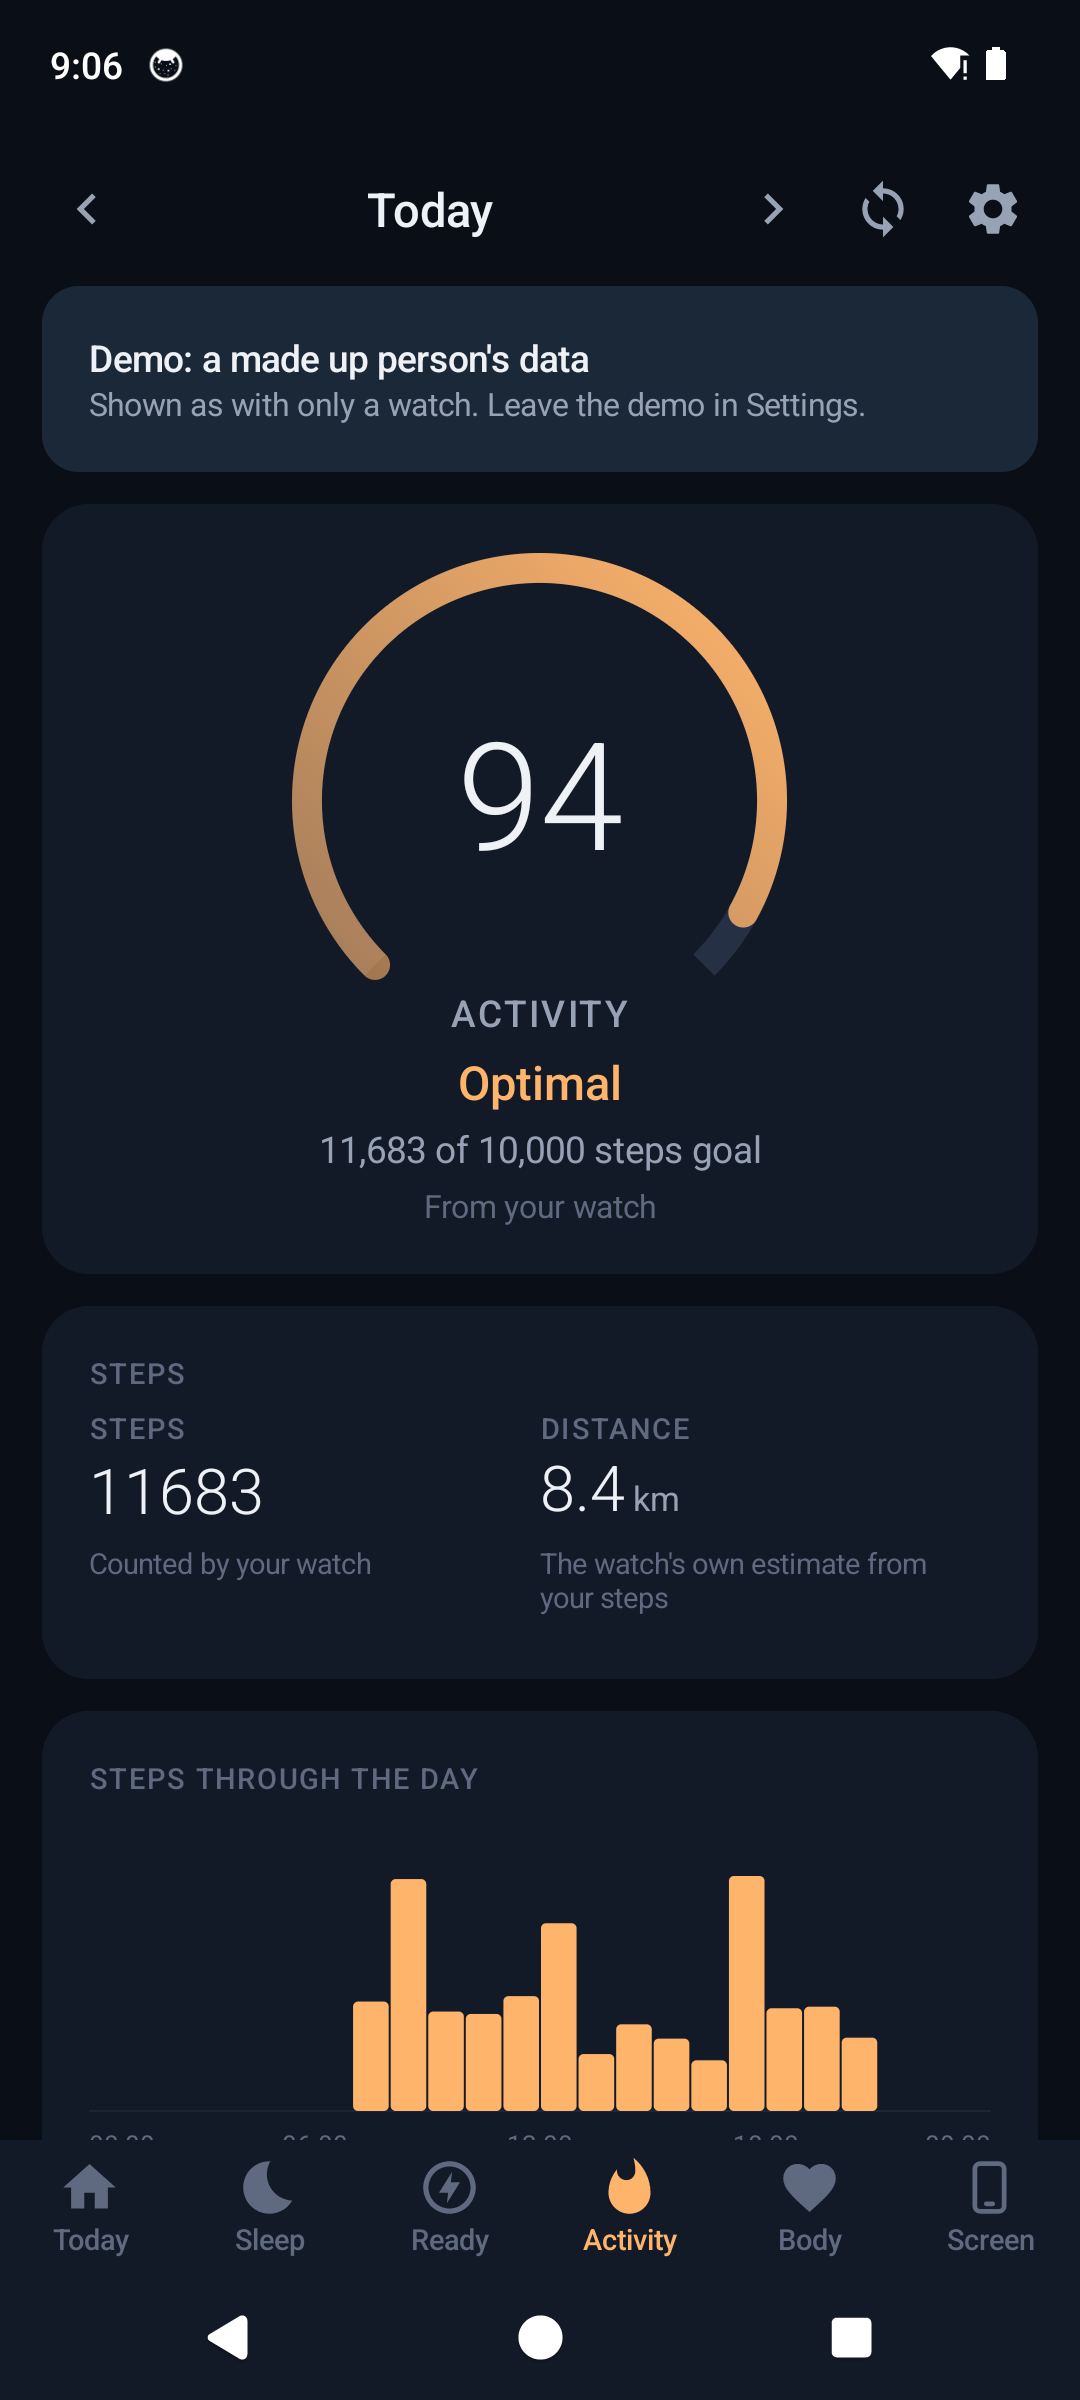 9:06
Today
Demo: a made up person's data
Shown as with only a watch. Leave the demo in Settings.
94
ACTIVITY
Optimal
11,683 of 10,000 steps goal
From your watch
STEPS
STEPS
DISTANCE
11683
8.4 km
Counted by your watch
The watch's own estimate from
your steps
STEPS THROUGH THE DAY
Today
Sleep
Ready
Activity
Body
Screen